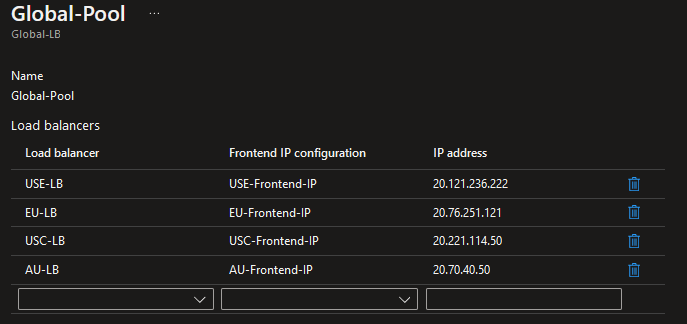 Global-Pool ...
Global-LB
Name
Global-Pool
Load balancers
Load balancer Frontend IP configuration IP address
USE-LB USE-Frontend-IP 20.121.236.222
EU-LB EU-Frontend-IP 20.76.251.121
USC-LB USC-Frontend-IP 20.221.114.50
AU-LB AU-Frontend-IP 20.70.40.50